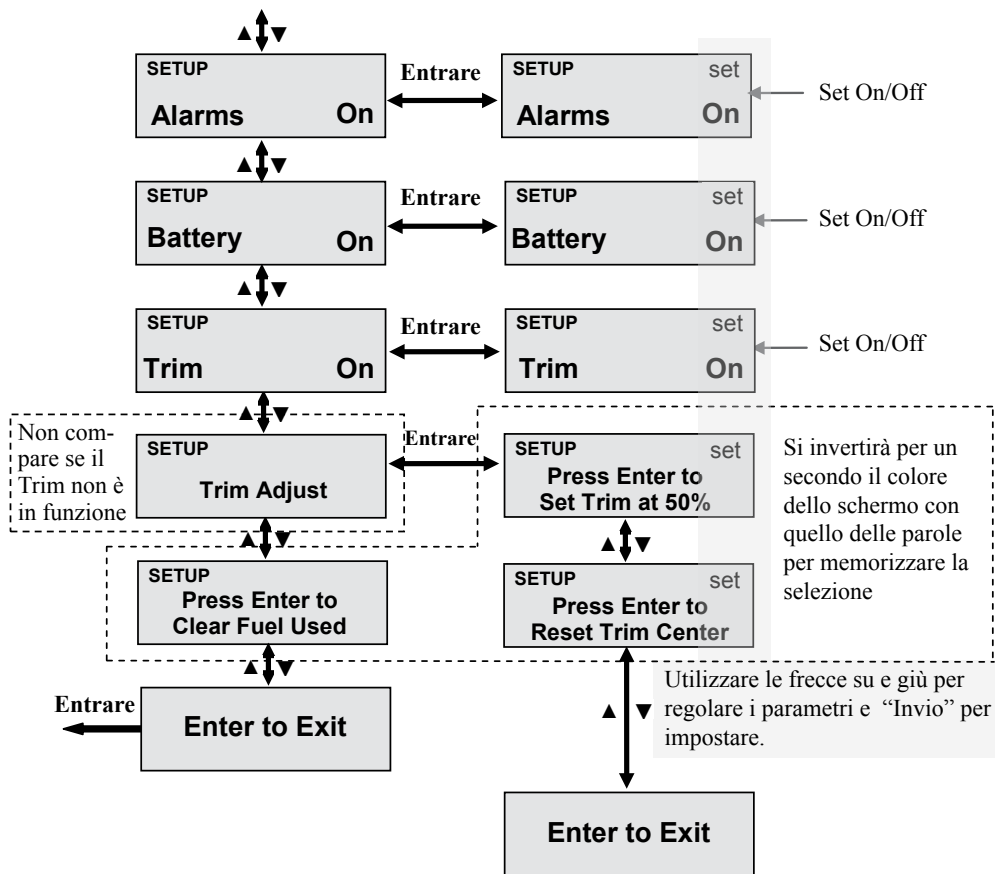 ▲ ▼
SETUP
Alarms On
Entrare
SETUP set
Alarms On
Set On/Off
▲ ▼
SETUP
Battery On
Entrare
SETUP set
Battery On
Set On/Off
▲ ▼
SETUP
Trim On
Entrare
SETUP set
Trim On
Set On/Off
▲ ▼
Non com-
pare se il
Trim non è
in funzione
SETUP
Trim Adjust
Entrare
SETUP set
Press Enter to
Set Trim at 50%
Si invertirà per un
secondo il colore
dello schermo con
quello delle parole
per memorizzare la
selezione
▲ ▼
▲ ▼
SETUP
Press Enter to
Clear Fuel Used
SETUP set
Press Enter to
Reset Trim Center
▲ ▼
Entrare
Enter to Exit
▲ ▼
Utilizzare le frecce su e giù per
regolare i parametri e “Invio” per
impostare.
Enter to Exit